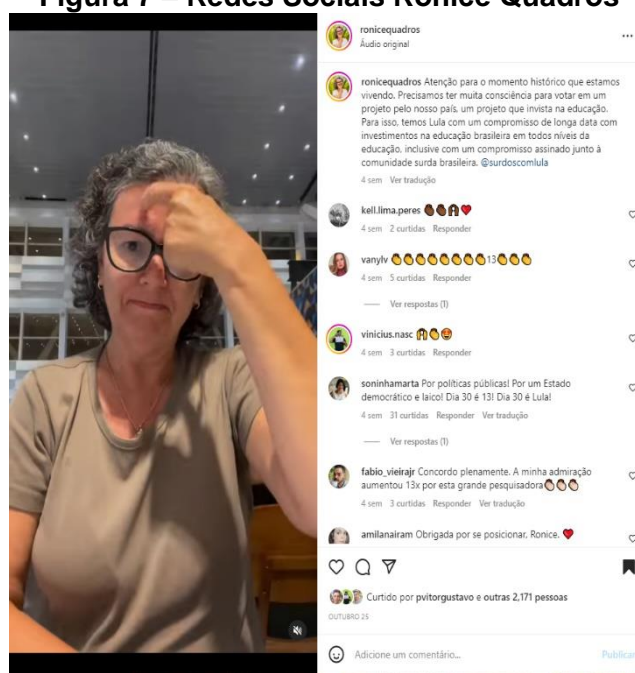 Figura 7 – Redes Sociais Ronice Quadros
ronicequadros
Áudio original
ronicequadros Atenção para o momento histórico que estamos
vivendo. Precisamos ter muita consciência para votar em um
projeto pelo nosso país, um projeto que invista na educação.
Para isso, temos Lula com um compromisso de longa data com
investimentos na educação brasileira em todos níveis da
educação, inclusive com um compromisso assinado junto à
comunidade surda brasileira. @surdoscomlula
4 sem Ver tradução
kell.lima.peres 👏🏿👏🏿🙌🏿❤️
4 sem 2 curtidas Responder
vanylv 👏👏👏👏👏👏👏👏13👏👏👏
4 sem 5 curtidas Responder
Ver respostas (1)
vinicius.nasc 🙌👏😍
4 sem 3 curtidas Responder
soninhamarta Por políticas públicas! Por um Estado
democrático e laico! Dia 30 é 13! Dia 30 é Lula!
4 sem 31 curtidas Responder Ver tradução
Ver respostas (1)
fabio_vieirajr Concordo plenamente. A minha admiração
aumentou 13x por esta grande pesquisadora👏🏻👏🏻👏🏻
4 sem 3 curtidas Responder Ver tradução
amilanairam Obrigada por se posicionar, Ronice. ❤️
Curtido por pvitorgustavo e outras 2,171 pessoas
OUTUBRO 25
Adicione um comentário...
Publicar